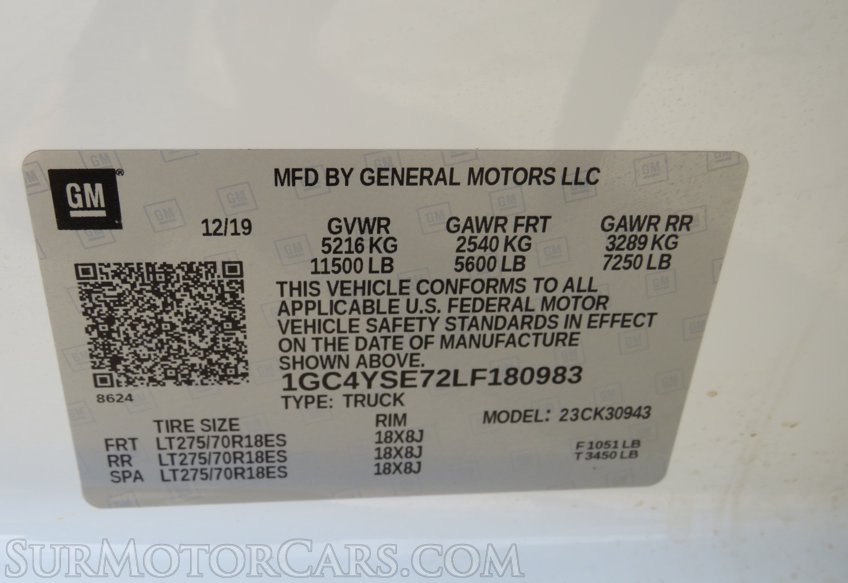 GM®
MFD BY GENERAL MOTORS LLC
12/19 GVWR GAWR FRT GAWR RR
5216 KG 2540 KG 3289 KG
11500 LB 5600 LB 7250 LB
THIS VEHICLE CONFORMS TO ALL
APPLICABLE U.S. FEDERAL MOTOR
VEHICLE SAFETY STANDARDS IN EFFECT
ON THE DATE OF MANUFACTURE
SHOWN ABOVE.
1GC4YSE72LF180983
8624
TYPE: TRUCK MODEL: 23CK30943
TIRE SIZE RIM
FRT LT275/70R18ES 18X8J F 1051 LB
RR LT275/70R18ES 18X8J T 3450 LB
SPA LT275/70R18ES 18X8J
SURMOTORCARS.COM